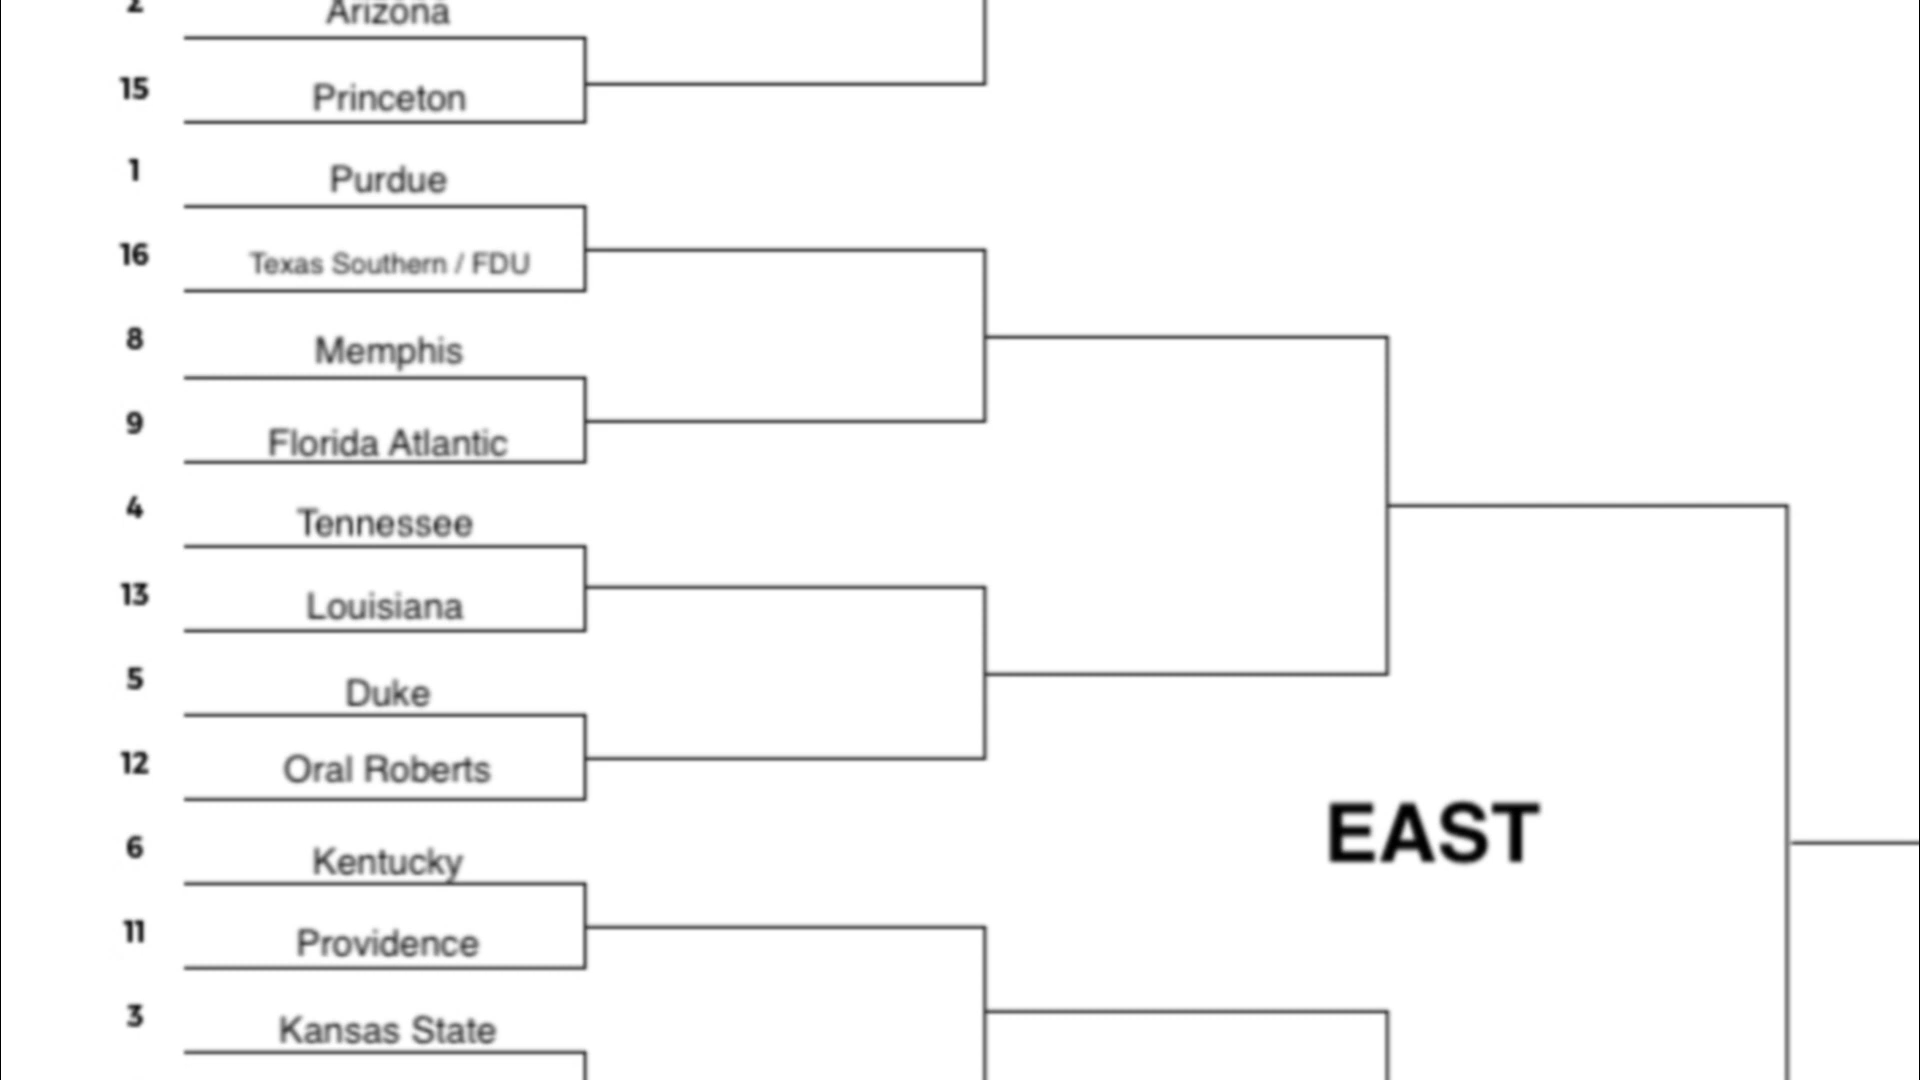 2 Arizona
15 Princeton
1 Purdue
16 Texas Southern / FDU
8 Memphis
9 Florida Atlantic
4 Tennessee
13 Louisiana
5 Duke
12 Oral Roberts
EAST
6 Kentucky
11 Providence
3 Kansas State